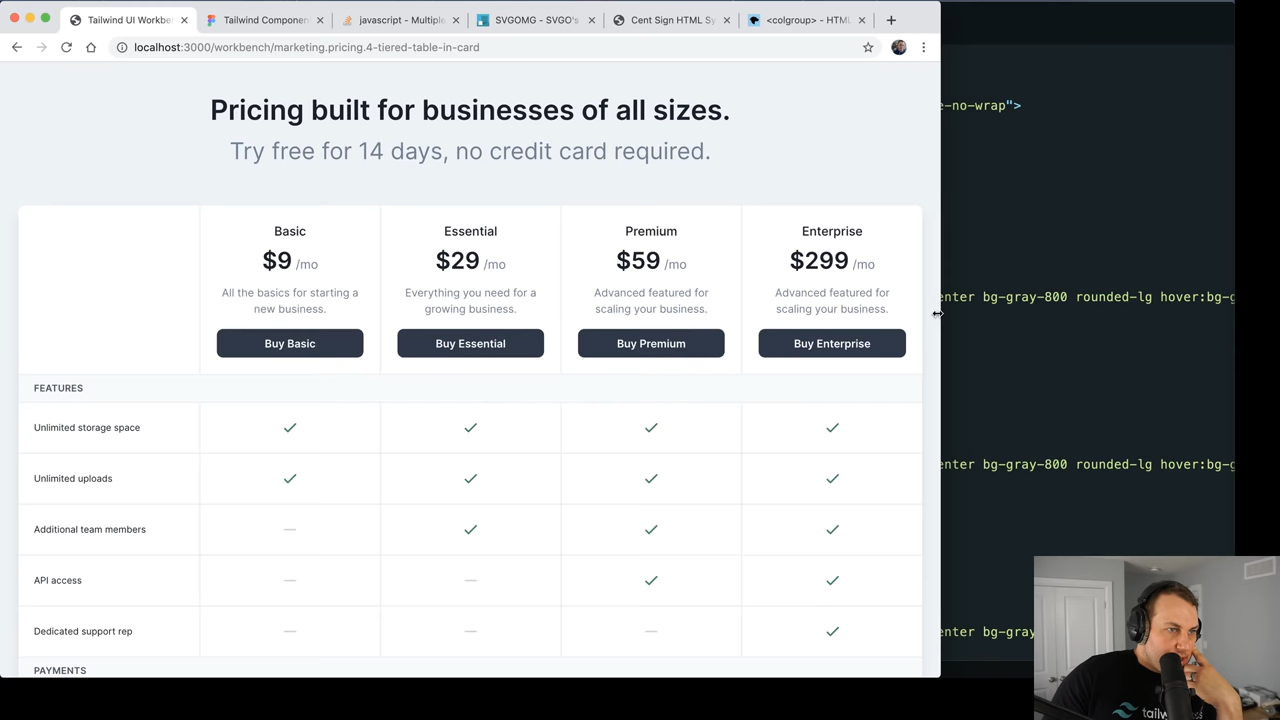 Tailwind UI Workbe
Tailwind Componen
javascript - Multiple
SVGOMG - SVGO's
Cent Sign HTML Sy
<colgroup> - HTML
localhost:3000/workbench/marketing.pricing.4-tiered-table-in-card
Pricing built for businesses of all sizes.
Try free for 14 days, no credit card required.
Basic
$9 /mo
All the basics for starting a
new business.
Buy Basic
Essential
$29 /mo
Everything you need for a
growing business.
Buy Essential
Premium
$59 /mo
Advanced featured for
scaling your business.
Buy Premium
Enterprise
$299 /mo
Advanced featured for
scaling your business.
Buy Enterprise
FEATURES
Unlimited storage space
Unlimited uploads
Additional team members
API access
Dedicated support rep
PAYMENTS
e-no-wrap">
enter bg-gray-800 rounded-lg hover:bg-g
enter bg-gray-800 rounded-lg hover:bg-g
enter bg-gray